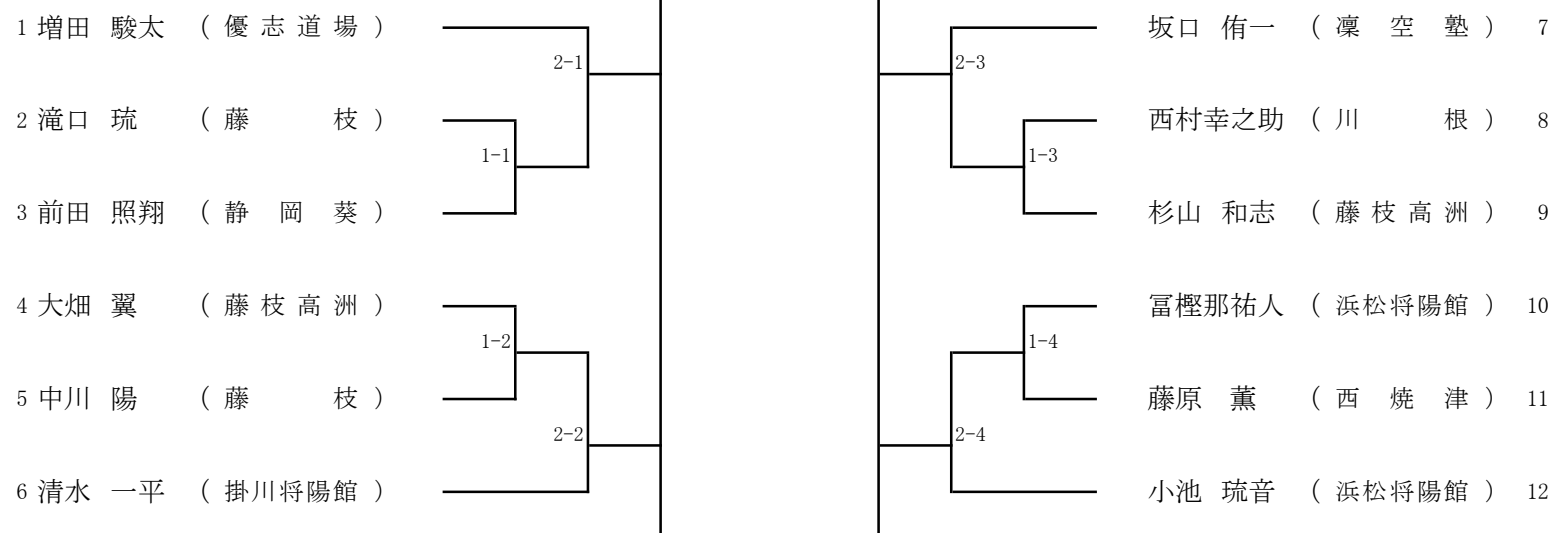 1 増田 駿太 ( 優 志 道 場 )
2-1
2 滝口 琉 ( 藤 枝 )
1-1
3 前田 照翔 ( 静 岡 葵 )
4 大畑 翼 ( 藤 枝 高 洲 )
1-2
5 中川 陽 ( 藤 枝 )
2-2
6 清水 一平 ( 掛川将陽館 )
坂口 侑一 ( 凜 空 塾 ) 7
2-3
西村幸之助 ( 川 根 ) 8
1-3
杉山 和志 ( 藤 枝 高 洲 ) 9
冨樫那祐人 ( 浜松将陽館 ) 10
1-4
藤原 薫 ( 西 焼 津 ) 11
2-4
小池 琉音 ( 浜松将陽館 ) 12